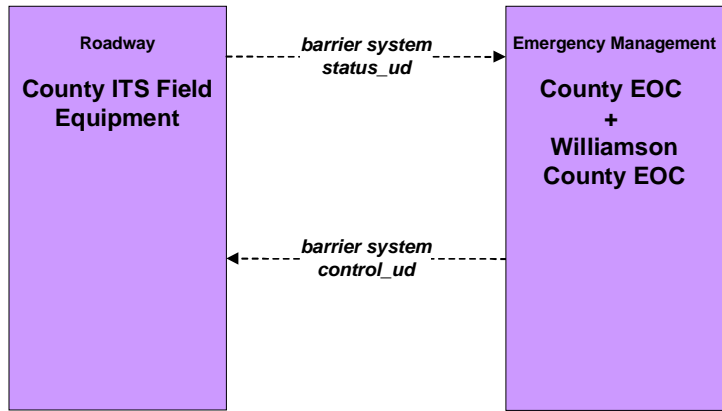 Roadway
County ITS Field
Equipment
barrier system
status_ud
Emergency Management
County EOC
+
Williamson
County EOC
barrier system
control_ud